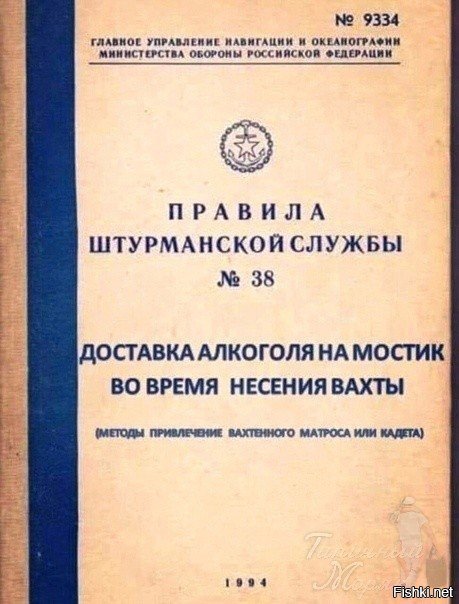 № 9334
ГЛАВНОЕ УПРАВЛЕНИЕ НАВИГАЦИИ И ОКЕАНОГРАФИИ
МИНИСТЕРСТВА ОБОРОНЫ РОССИЙСКОЙ ФЕДЕРАЦИИ
ПРАВИЛА
ШТУРМАНСКОЙ СЛУЖБЫ
№ 38
ДОСТАВКА АЛКОГОЛЯ НА МОСТИК
ВО ВРЕМЯ НЕСЕНИЯ ВАХТЫ
(МЕТОДЫ ПРИВЛЕЧЕНИЕ ВАХТЕННОГО МАТРОСА ИЛИ КАДЕТА)
Типичный
1994
Fishki.net